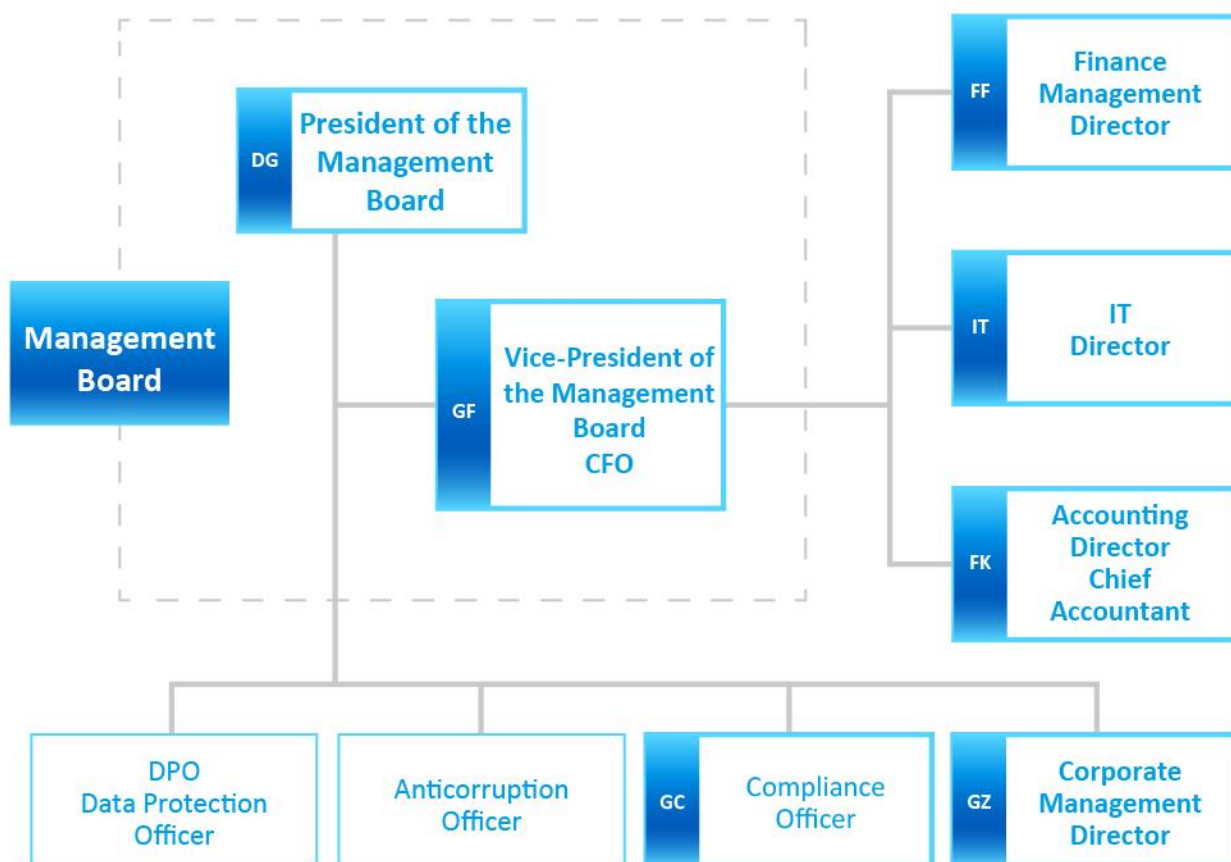 DG
President of the
Management
Board
Management
Board
GF
Vice-President of
the Management
Board
CFO
FF
Finance
Management
Director
IT
IT
Director
FK
Accounting
Director
Chief
Accountant
DPO
Data Protection
Officer
Anticorruption
Officer
GC
Compliance
Officer
GZ
Corporate
Management
Director